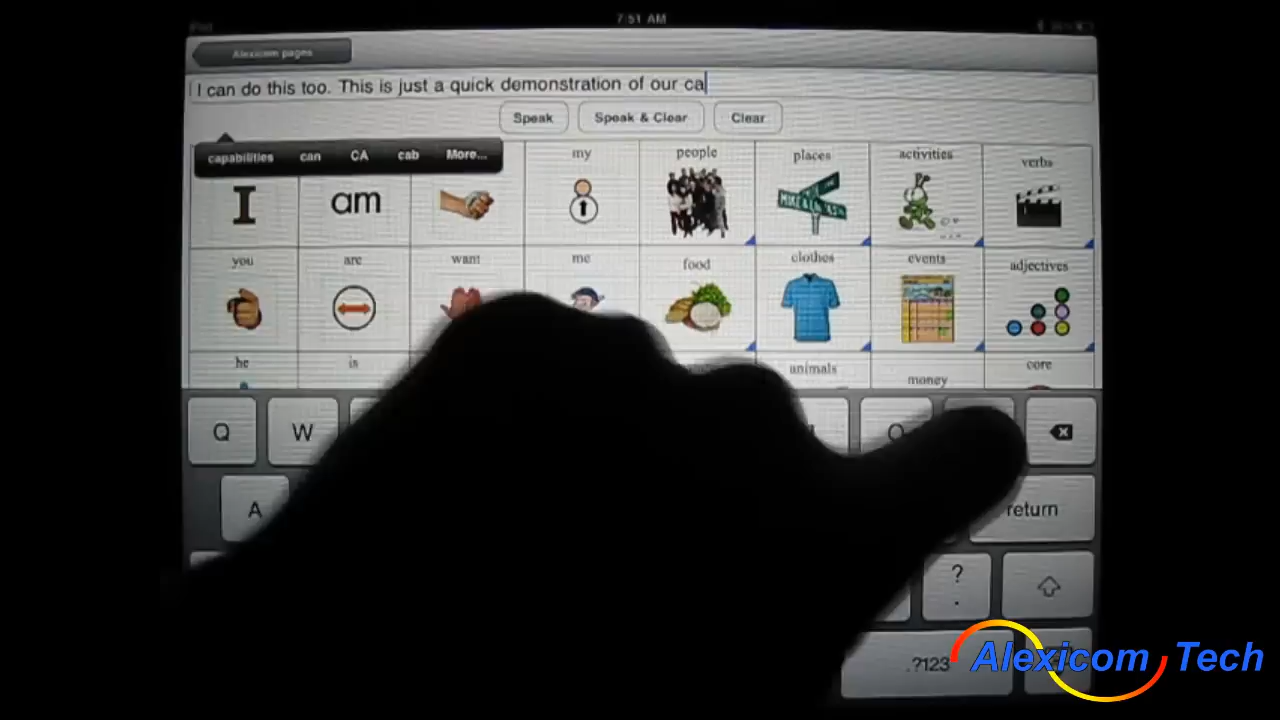 7:51 AM
Alexicom pages
I can do this too. This is just a quick demonstration of our ca
Speak Speak & Clear Clear
capabilities can CA cab More...
my people places activities verbs
I am
you are want me food clothes events adjectives
he is animals money core
Q W O
A return
? .
.?123
Alexicom Tech